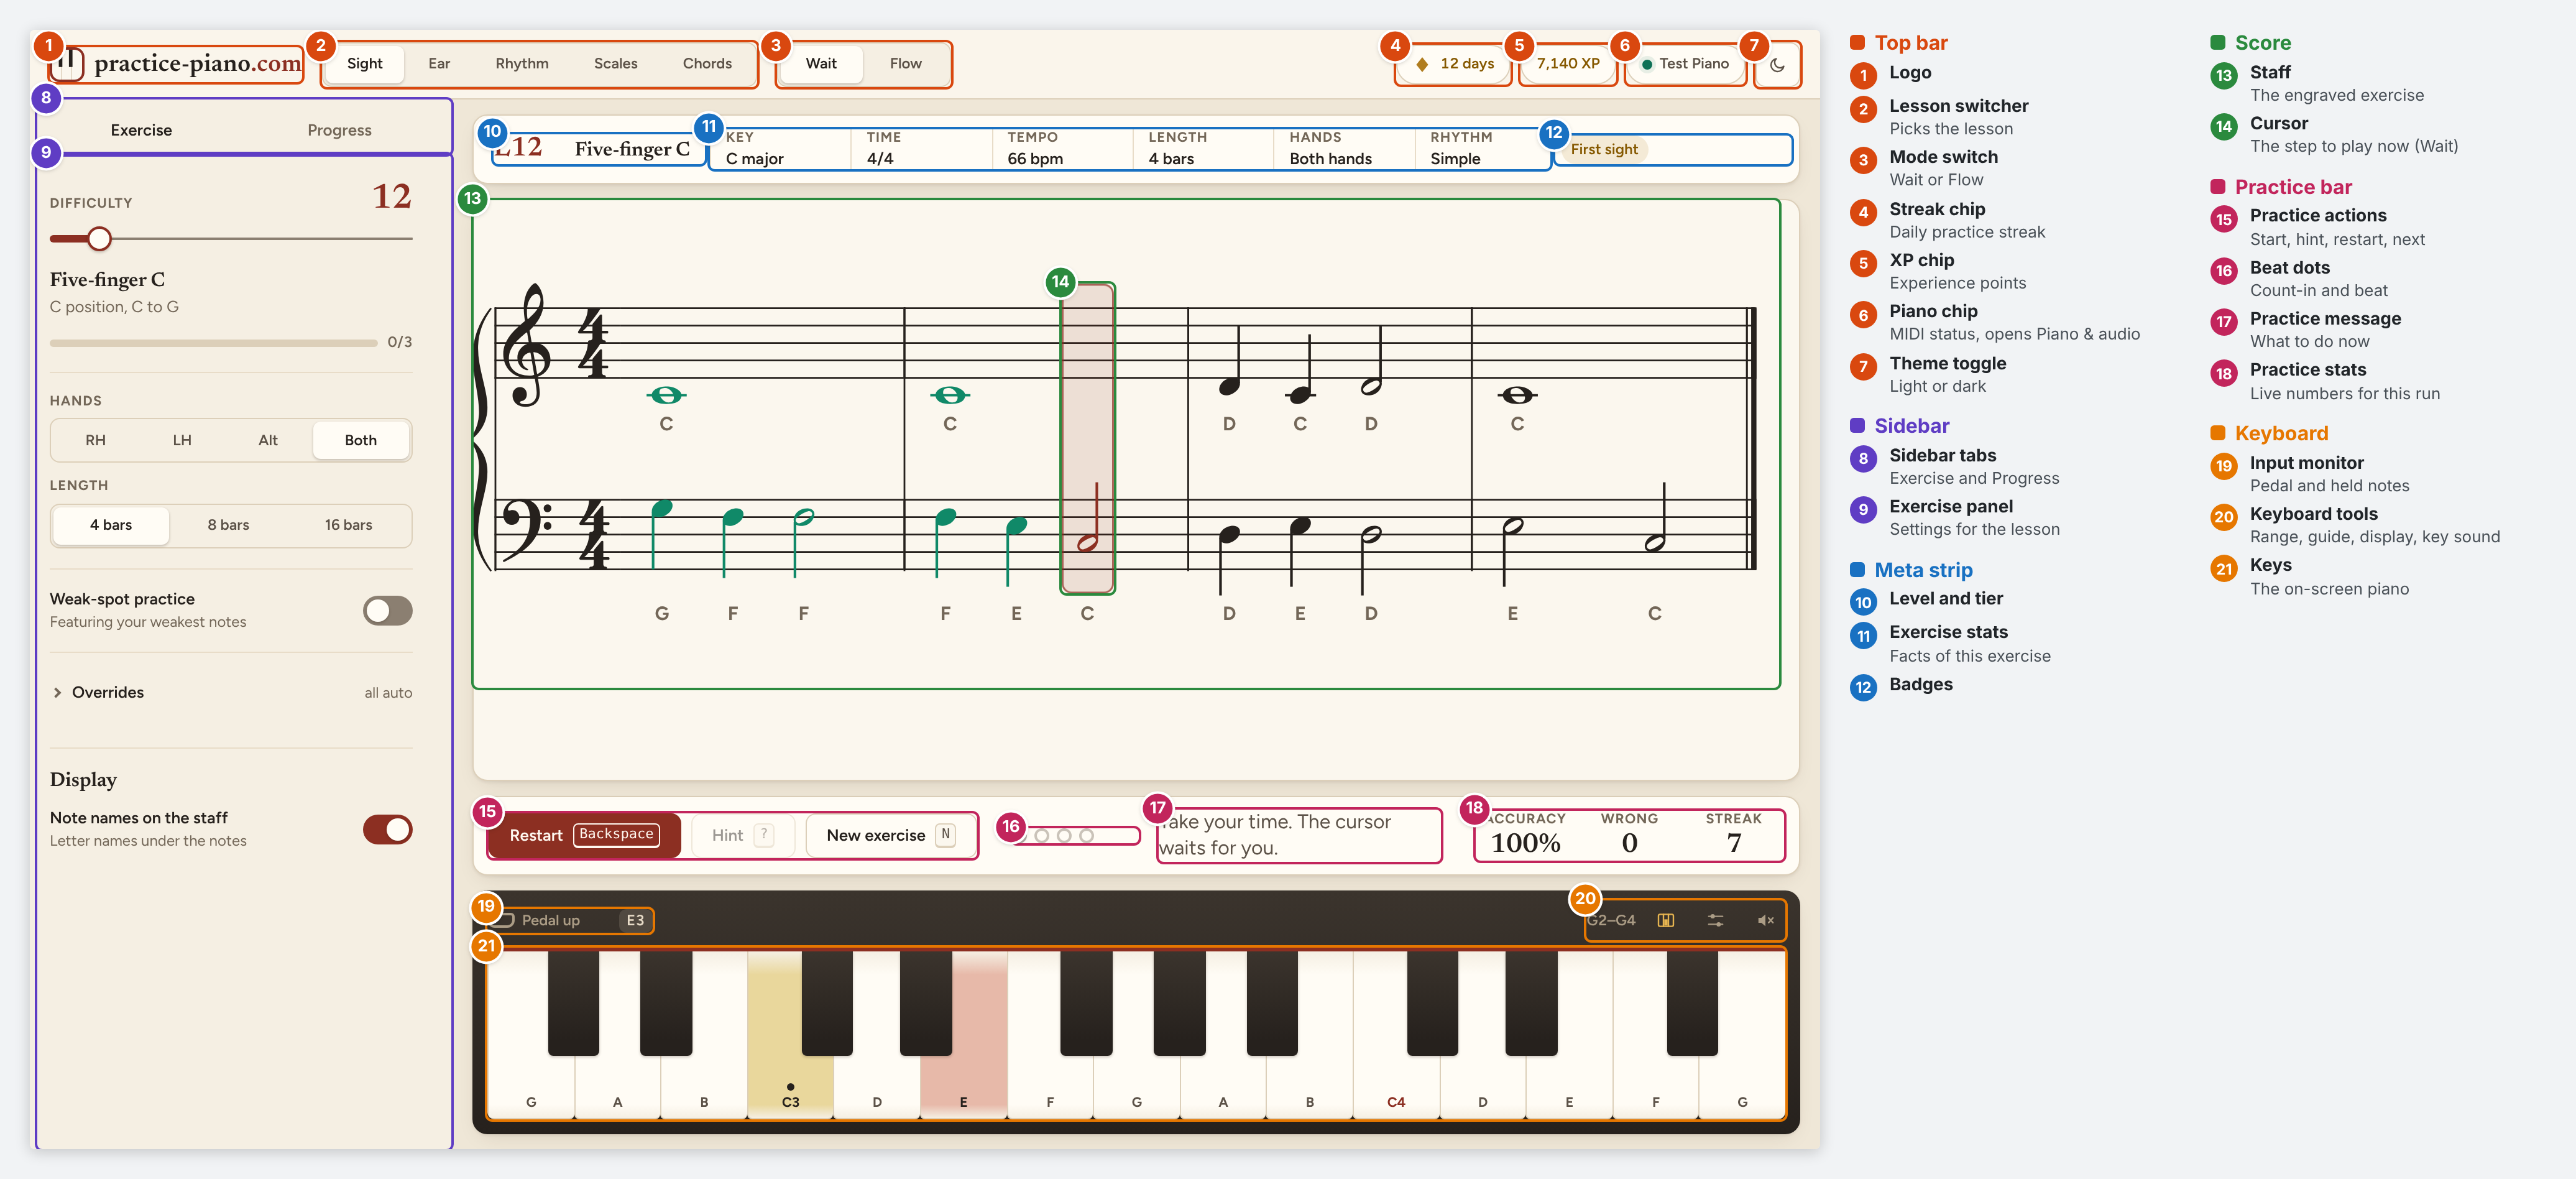 1 practice-piano.com 2 Sight Ear Rhythm Scales Chords 3 Wait Flow 4 12 days 5 7,140 XP 6 Test Piano 7
8 Exercise Progress
9
DIFFICULTY 12
Five-finger C
C position, C to G
0/3
HANDS
RH LH Alt Both
LENGTH
4 bars 8 bars 16 bars
Weak-spot practice
Featuring your weakest notes
Overrides all auto
Display
Note names on the staff
Letter names under the notes
10 L12 Five-finger C
11 KEY TIME TEMPO LENGTH HANDS RHYTHM
C major 4/4 66 bpm 4 bars Both hands Simple
12 First sight
13
14
4 4
C C D C D C
4 4
G F F F E C D E D E C
15 Restart Backspace Hint ? New exercise N
16
17 Take your time. The cursor
waits for you.
18 ACCURACY WRONG STREAK
100% 0 7
19 Pedal up E3
20 G2–G4
21
G A B C3 D E F G A B C4 D E F G
Top bar
1 Logo
2 Lesson switcher
Picks the lesson
3 Mode switch
Wait or Flow
4 Streak chip
Daily practice streak
5 XP chip
Experience points
6 Piano chip
MIDI status, opens Piano & audio
7 Theme toggle
Light or dark
Sidebar
8 Sidebar tabs
Exercise and Progress
9 Exercise panel
Settings for the lesson
Meta strip
10 Level and tier
11 Exercise stats
Facts of this exercise
12 Badges
Score
13 Staff
The engraved exercise
14 Cursor
The step to play now (Wait)
Practice bar
15 Practice actions
Start, hint, restart, next
16 Beat dots
Count-in and beat
17 Practice message
What to do now
18 Practice stats
Live numbers for this run
Keyboard
19 Input monitor
Pedal and held notes
20 Keyboard tools
Range, guide, display, key sound
21 Keys
The on-screen piano